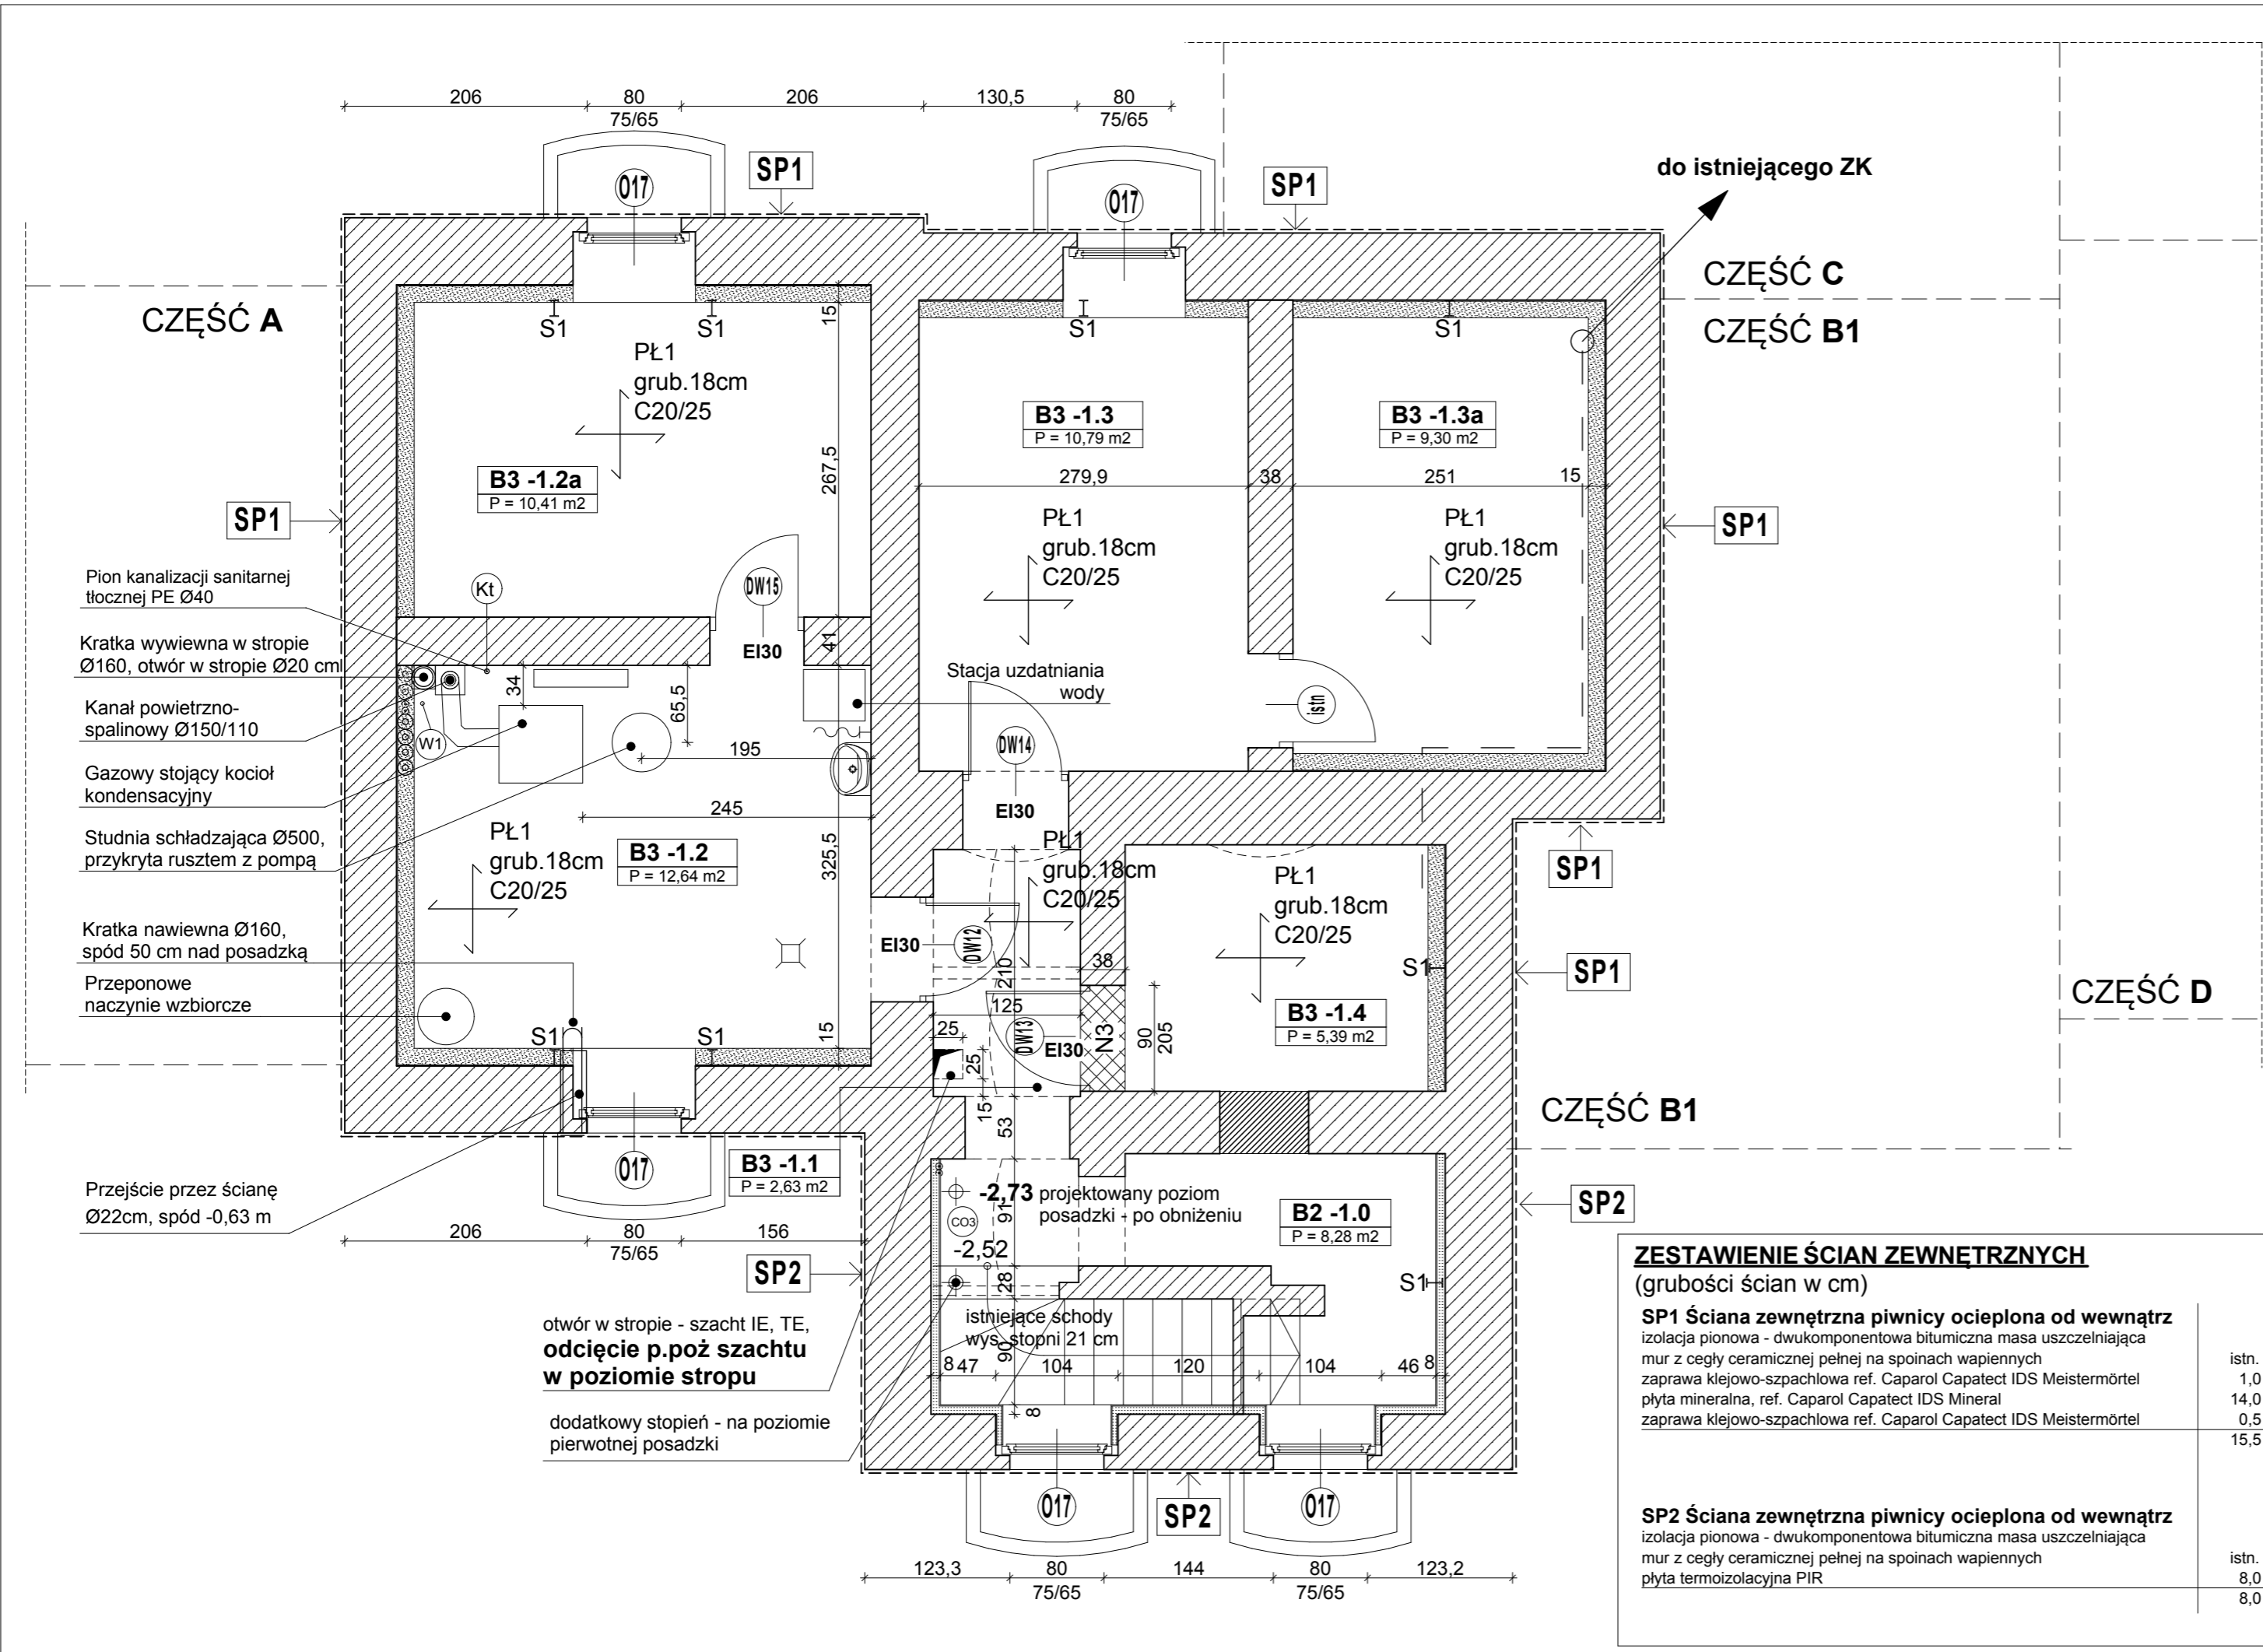 206
80
75/65
206
130,5
80
75/65
O17
SP1
O17
SP1
do istniejącego ZK
CZĘŚĆ A
CZĘŚĆ C
CZĘŚĆ B1
S1
S1
15
S1
S1
PŁ1
grub.18cm
C20/25
B3 -1.2a
P = 10,41 m2
267,5
B3 -1.3
P = 10,79 m2
B3 -1.3a
P = 9,30 m2
279,9
38
251
15
SP1
SP1
PŁ1
grub.18cm
C20/25
PŁ1
grub.18cm
C20/25
Pion kanalizacji sanitarnej
tłocznej PE Ø40
Kt
DW15
EI30
41
Kratka wywiewna w stropie
Ø160, otwór w stropie Ø20 cm
34
65,5
Stacja uzdatniania
wody
istn
Kanał powietrzno-
spalinowy Ø150/110
W1
195
DW14
EI30
Gazowy stojący kocioł
kondensacyjny
245
Studnia schładzająca Ø500,
przykryta rusztem z pompą
PŁ1
grub.18cm
C20/25
B3 -1.2
P = 12,64 m2
325,5
PŁ1
grub.18cm
C20/25
PŁ1
grub.18cm
C20/25
SP1
Kratka nawiewna Ø160,
spód 50 cm nad posadzką
EI30
DW12
210
38
S1
SP1
Przeponowe
naczynie wzbiorcze
CZĘŚĆ D
125
B3 -1.4
P = 5,39 m2
S1
S1
15
25
25
DW13
EI30
N3
90
205
15
53
CZĘŚĆ B1
Przejście przez ścianę
Ø22cm, spód -0,63 m
O17
B3 -1.1
P = 2,63 m2
206
80
75/65
156
SP2
-2,73 projektowany poziom
posadzki - po obniżeniu
91
CO3
-2,52
28
B2 -1.0
P = 8,28 m2
SP2
S1
otwór w stropie - szacht IE, TE,
odcięcie p.poż szachtu
w poziomie stropu
istniejące schody
wys. stopni 21 cm
90
8
47
104
120
104
46
8
8
dodatkowy stopień - na poziomie
pierwotnej posadzki
O17
SP2
O17
123,3
80
75/65
144
80
75/65
123,2
ZESTAWIENIE ŚCIAN ZEWNĘTRZNYCH
(grubości ścian w cm)
SP1 Ściana zewnętrzna piwnicy ocieplona od wewnątrz
izolacja pionowa - dwukomponentowa bitumiczna masa uszczelniająca
mur z cegły ceramicznej pełnej na spoinach wapiennych istn.
zaprawa klejowo-szpachlowa ref. Caparol Capatect IDS Meistermörtel 1,0
płyta mineralna, ref. Caparol Capatect IDS Mineral 14,0
zaprawa klejowo-szpachlowa ref. Caparol Capatect IDS Meistermörtel 0,5
15,5
SP2 Ściana zewnętrzna piwnicy ocieplona od wewnątrz
izolacja pionowa - dwukomponentowa bitumiczna masa uszczelniająca
mur z cegły ceramicznej pełnej na spoinach wapiennych istn.
płyta termoizolacyjna PIR 8,0
8,0